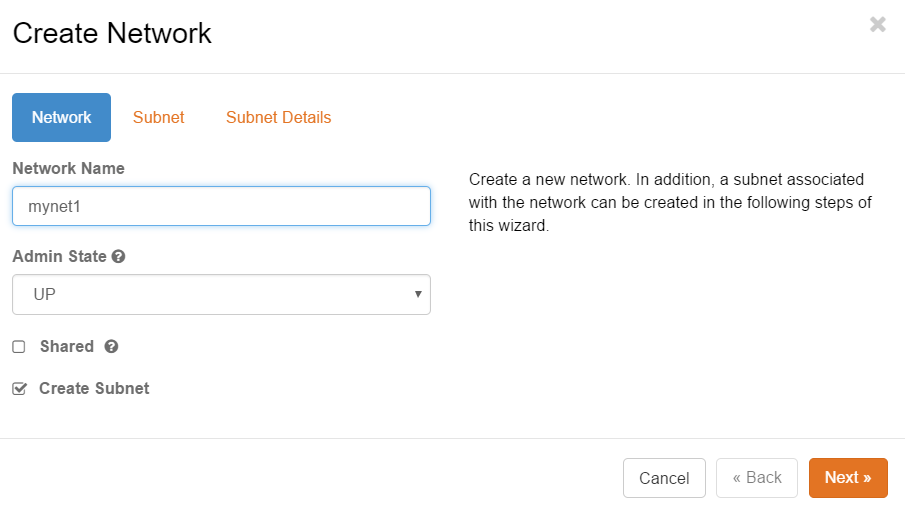 Create Network
Network Subnet Subnet Details
Network Name
mynet1
Admin State
UP
Shared
Create Subnet
Create a new network. In addition, a subnet associated
with the network can be created in the following steps of
this wizard.
Cancel « Back Next »